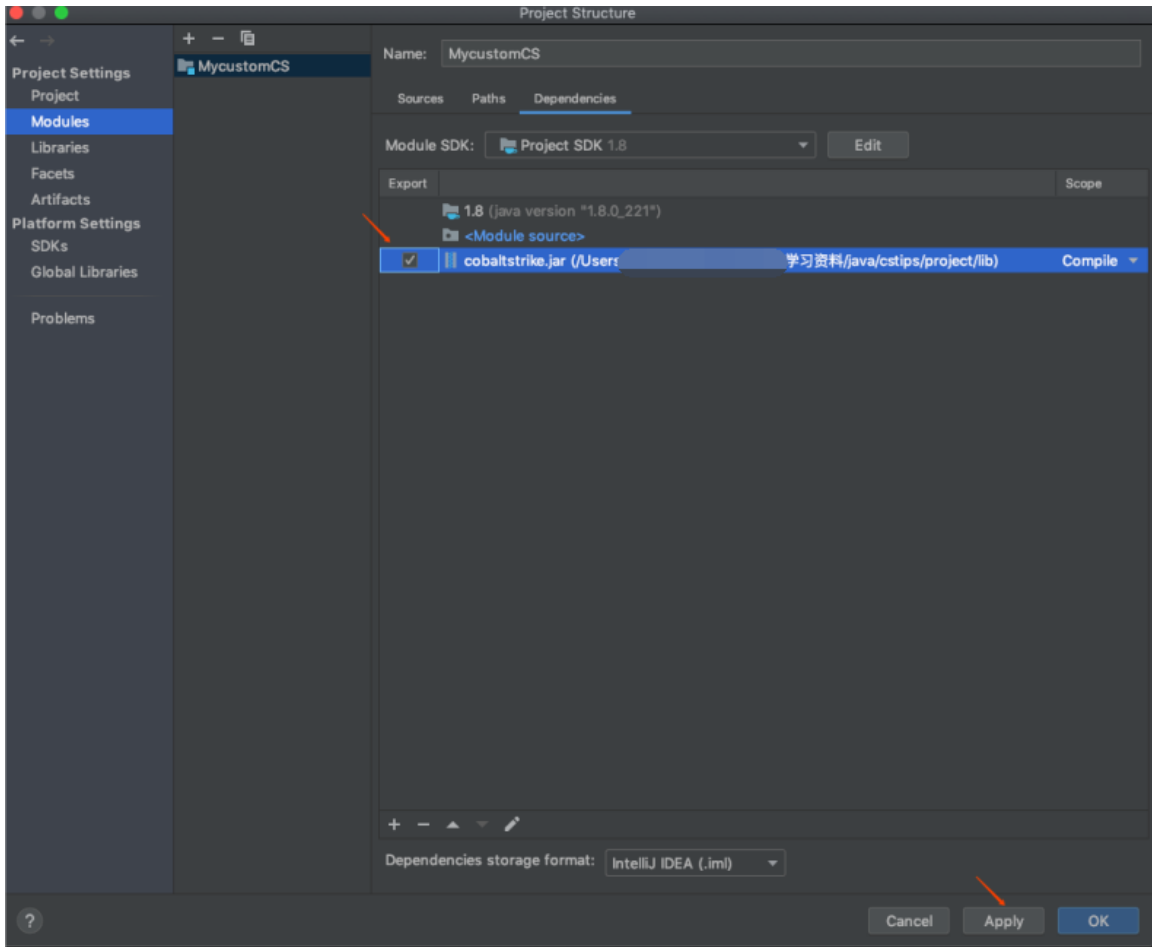 Project Structure
Project Settings
Project
Modules
Libraries
Facets
Artifacts
Platform Settings
SDKs
Global Libraries
Problems
MycustomCS
Name: MycustomCS
Sources Paths Dependencies
Module SDK: Project SDK 1.8 Edit
Export Scope
1.8 (java version "1.8.0_221")
<Module source>
cobaltstrike.jar (/Users 学习资料/java/cstips/project/lib) Compile
Dependencies storage format: IntelliJ IDEA (.iml)
? Cancel Apply OK